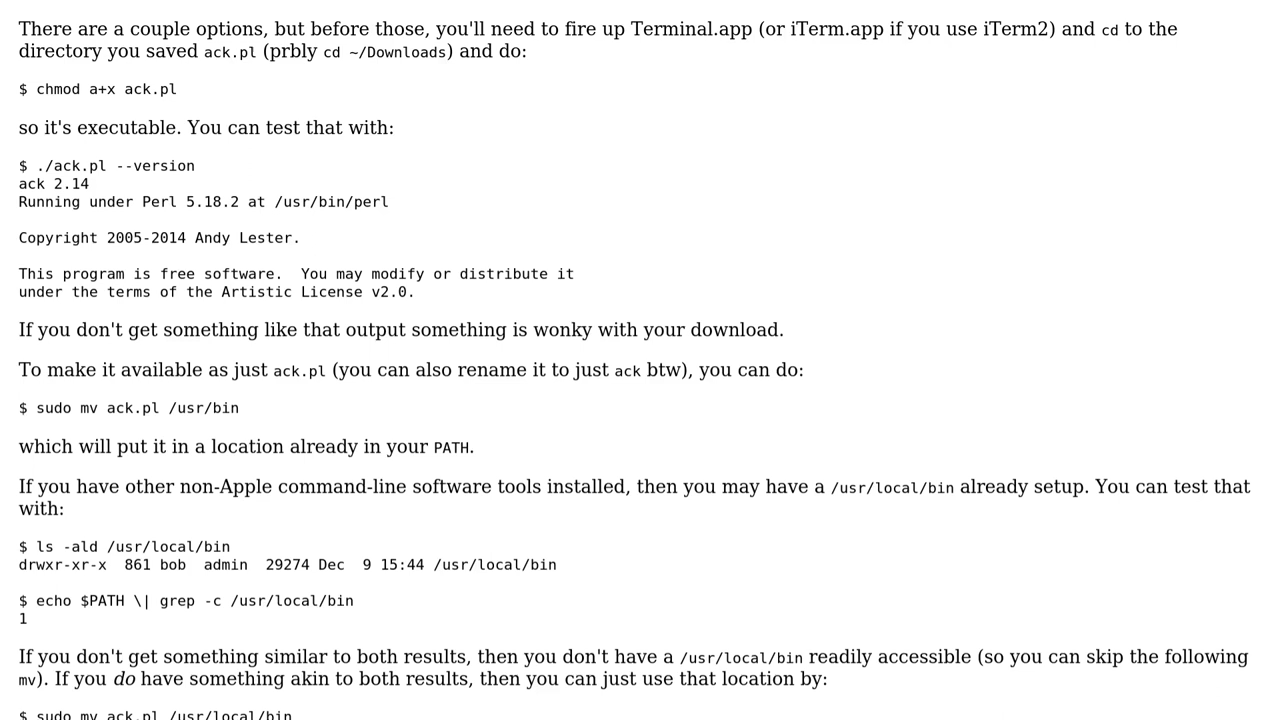 There are a couple options, but before those, you'll need to fire up Terminal.app (or iTerm.app if you use iTerm2) and cd to the
directory you saved ack.pl (prbly cd ~/Downloads) and do:
$ chmod a+x ack.pl
so it's executable. You can test that with:
$ ./ack.pl --version
ack 2.14
Running under Perl 5.18.2 at /usr/bin/perl
Copyright 2005-2014 Andy Lester.
This program is free software.  You may modify or distribute it
under the terms of the Artistic License v2.0.
If you don't get something like that output something is wonky with your download.
To make it available as just ack.pl (you can also rename it to just ack btw), you can do:
$ sudo mv ack.pl /usr/bin
which will put it in a location already in your PATH.
If you have other non-Apple command-line software tools installed, then you may have a /usr/local/bin already setup. You can test that
with:
$ ls -ald /usr/local/bin
drwxr-xr-x  861 bob  admin  29274 Dec  9 15:44 /usr/local/bin
$ echo $PATH \| grep -c /usr/local/bin
1
If you don't get something similar to both results, then you don't have a /usr/local/bin readily accessible (so you can skip the following
mv). If you do have something akin to both results, then you can just use that location by:
$ sudo mv ack.pl /usr/local/bin